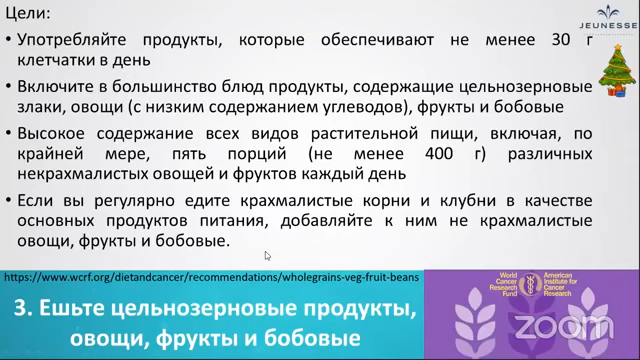 Цели:
JEUNESSE
• Употребляйте продукты, которые обеспечивают не менее 30 г
клетчатки в день
• Включите в большинство блюд продукты, содержащие цельнозерновые
злаки, овощи (с низким содержанием углеводов), фрукты и бобовые
• Высокое содержание всех видов растительной пищи, включая, по
крайней мере, пять порций (не менее 400 г) различных
некрахмалистых овощей и фруктов каждый день
• Если вы регулярно едите крахмалистые корни и клубни в качестве
основных продуктов питания, добавляйте к ним не крахмалистые
овощи, фрукты и бобовые.
https://www.wcrf.org/dietandcancer/recommendations/wholegrains-veg-fruit-beans
3. Ешьте цельнозерновые продукты,
овощи, фрукты и бобовые
World
Cancer
Research
Fund
American
Institute for
Cancer
Research
zoom